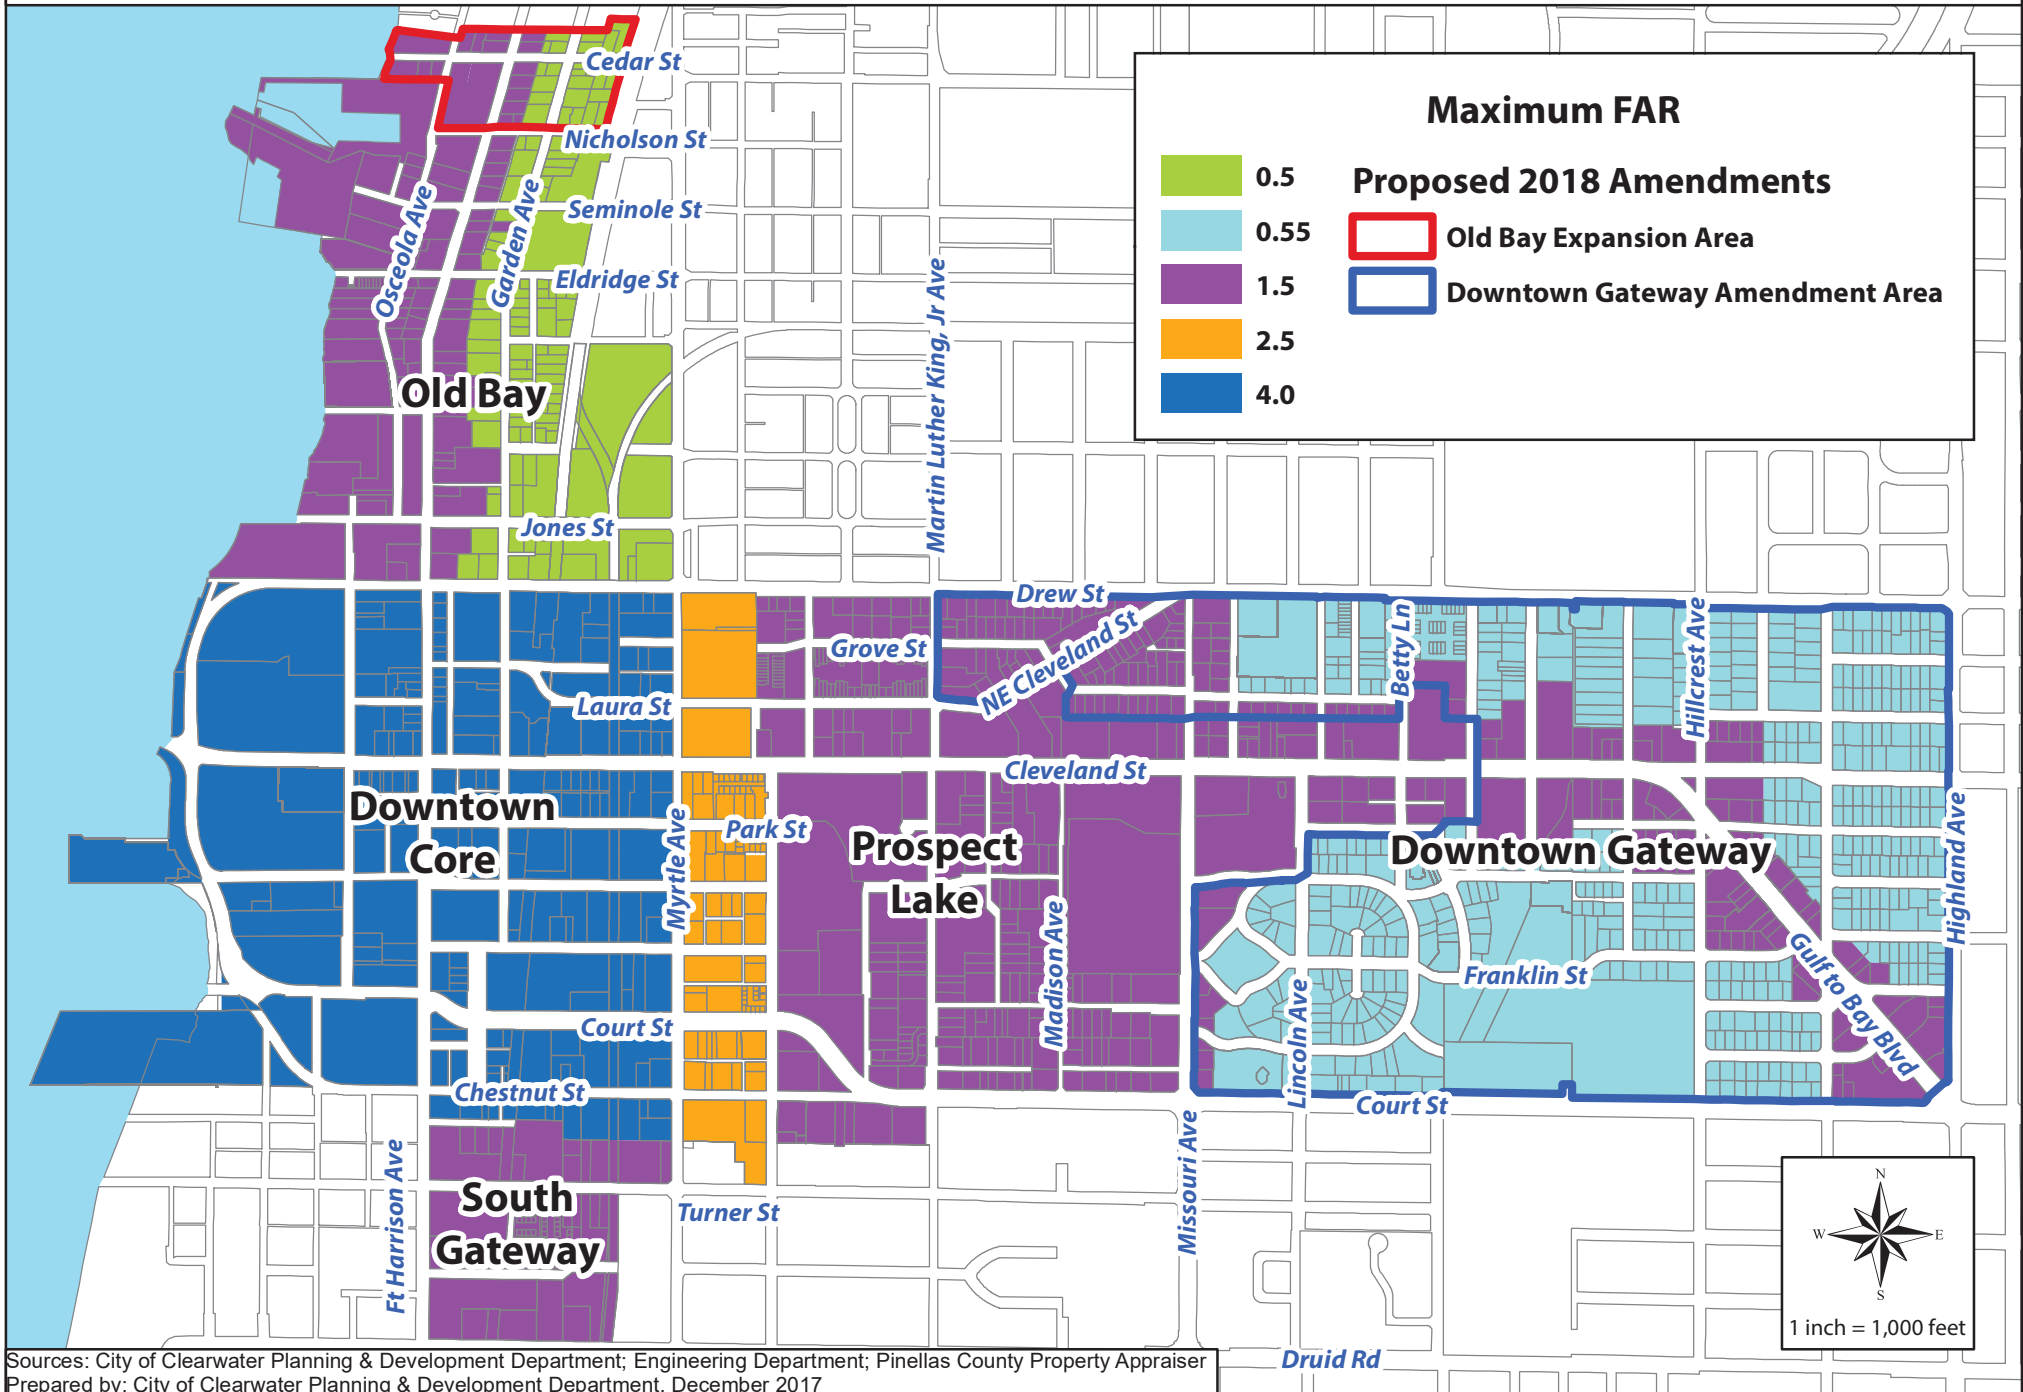 Cedar St
Nicholson St
Seminole St
Eldridge St
Osceola Ave
Garden Ave
Old Bay
Jones St
Martin Luther King, Jr Ave
Maximum FAR
0.5
0.55
1.5
2.5
4.0
Proposed 2018 Amendments
Old Bay Expansion Area
Downtown Gateway Amendment Area
Drew St
Grove St
NE Cleveland St
Betty Ln
Hillcrest Ave
Laura St
Cleveland St
Downtown
Core
Myrtle Ave
Park St
Prospect
Lake
Madison Ave
Downtown Gateway
Highland Ave
Gulf to Bay Blvd
Franklin St
Lincoln Ave
Court St
Chestnut St
Court St
Missouri Ave
Ft Harrison Ave
South
Gateway
Turner St
Druid Rd
N
W
E
S
1 inch = 1,000 feet
Sources: City of Clearwater Planning & Development Department; Engineering Department; Pinellas County Property Appraiser
Prepared by: City of Clearwater Planning & Development Department, December 2017